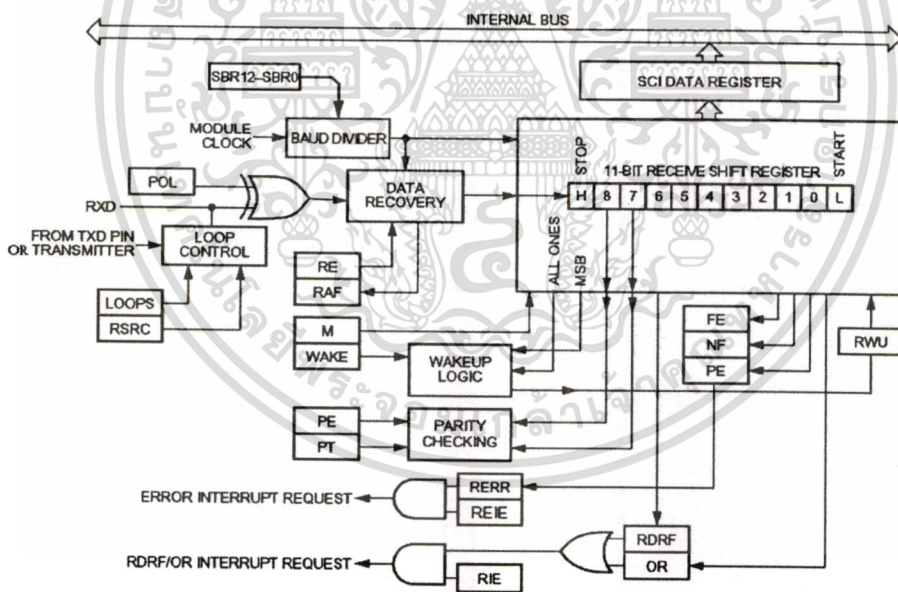 INTERNAL BUS
SBR12–SBR0
SCI DATA REGISTER
MODULE CLOCK
BAUD DIVIDER
STOP
11-BIT RECEIVE SHIFT REGISTER
START
H 8 7 6 5 4 3 2 1 0 L
POL
RXD
DATA RECOVERY
FROM TXD PIN OR TRANSMITTER
LOOP CONTROL
ALL ONES
MSB
RE
RAF
LOOPS
RSRC
M
WAKE
WAKEUP LOGIC
FE
NF
PE
RWU
PE
PT
PARITY CHECKING
ERROR INTERRUPT REQUEST
RERR
REIE
RDRF/OR INTERRUPT REQUEST
RDRF
OR
RIE